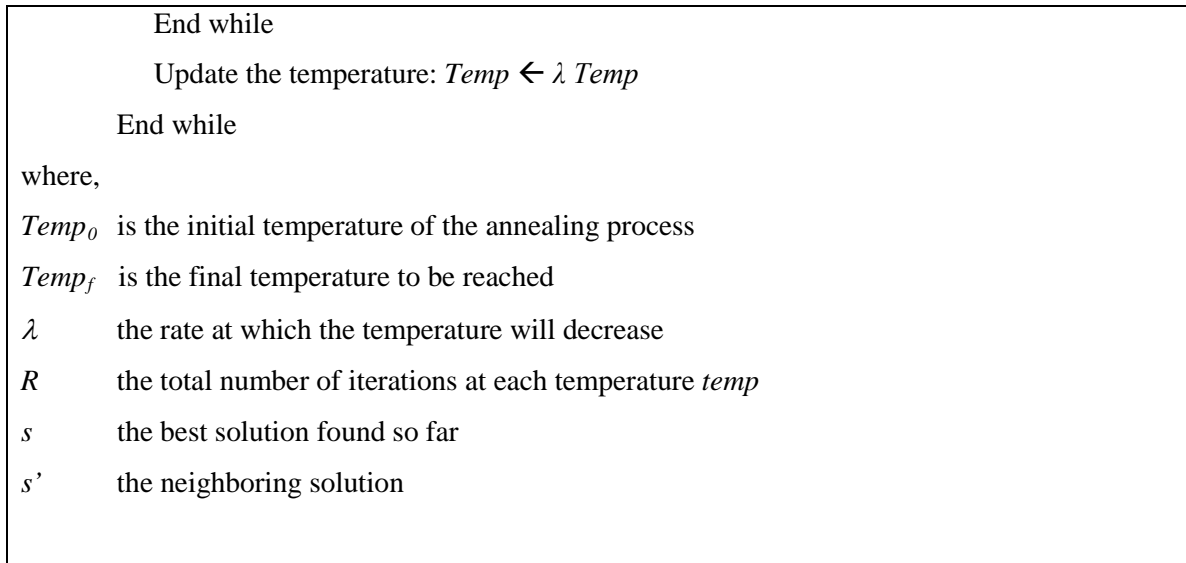 End while
Update the temperature: Temp ← λ Temp
End while
where,
Temp0 is the initial temperature of the annealing process
Tempf is the final temperature to be reached
λ the rate at which the temperature will decrease
R the total number of iterations at each temperature temp
s the best solution found so far
s’ the neighboring solution